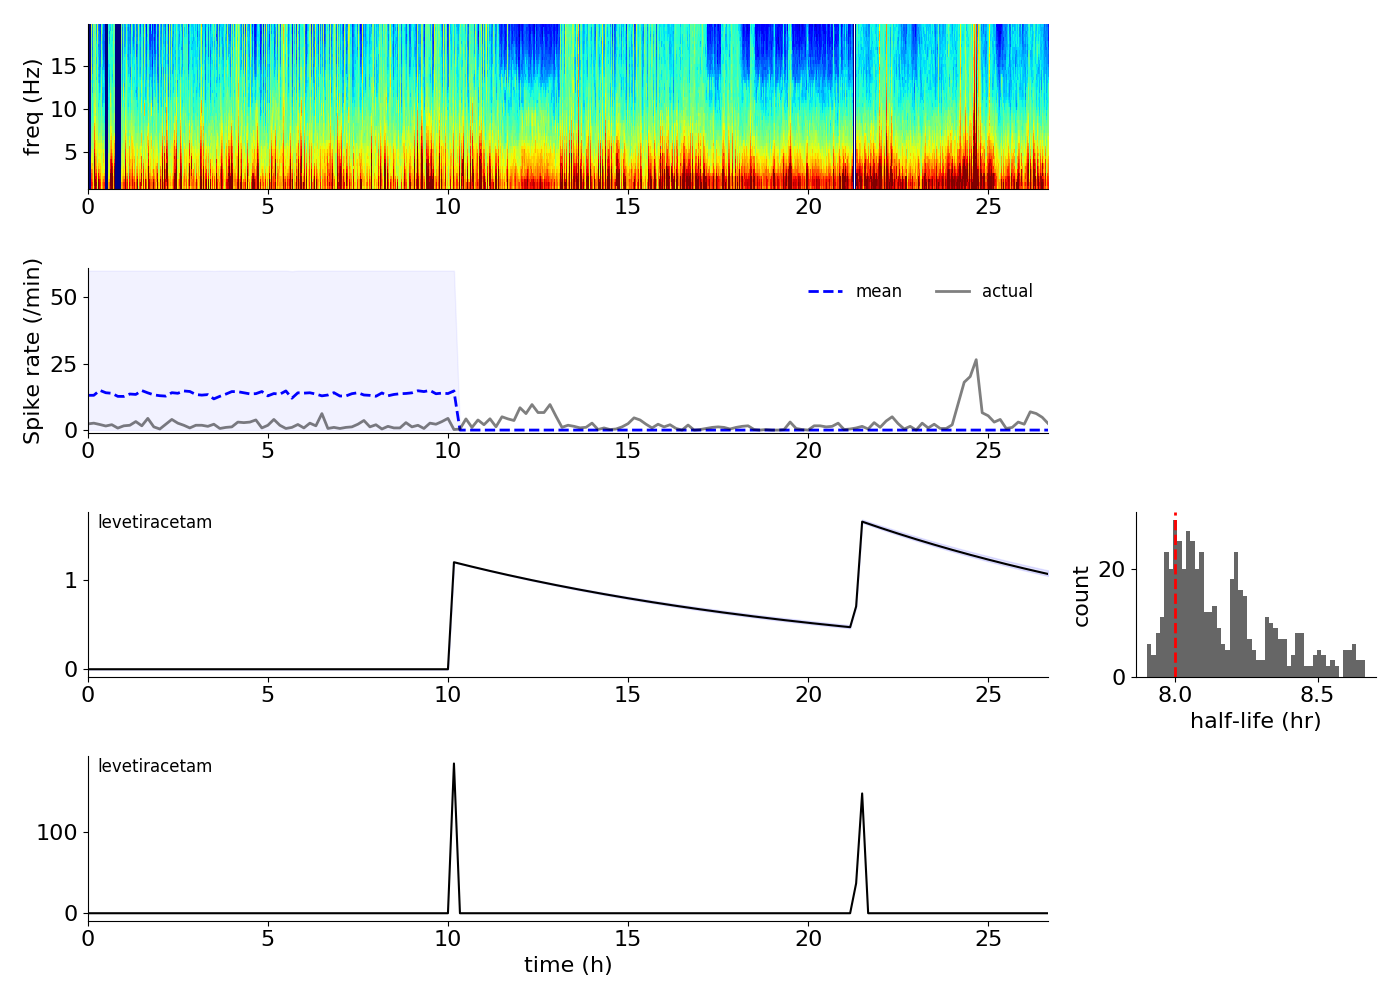 freq (Hz)
15
10
5
0 5 10 15 20 25
Spike rate (/min)
50
25
0
mean actual
0 5 10 15 20 25
levetiracetam
1
0
0 5 10 15 20 25
count
20
0
8.0 8.5
half-life (hr)
levetiracetam
100
0
0 5 10 15 20 25
time (h)